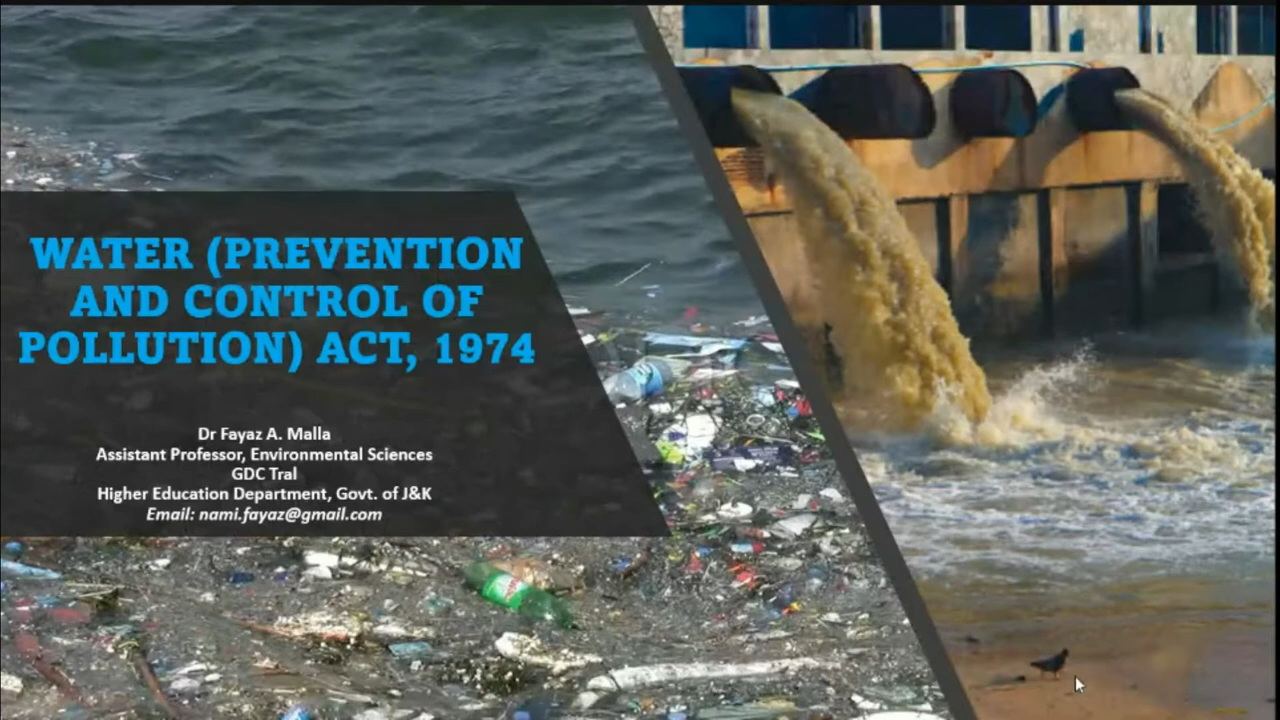 WATER (PREVENTION
AND CONTROL OF
POLLUTION) ACT, 1974
Dr Fayaz A. Malla
Assistant Professor, Environmental Sciences
GDC Tral
Higher Education Department, Govt. of J&K
Email: nami.fayaz@gmail.com